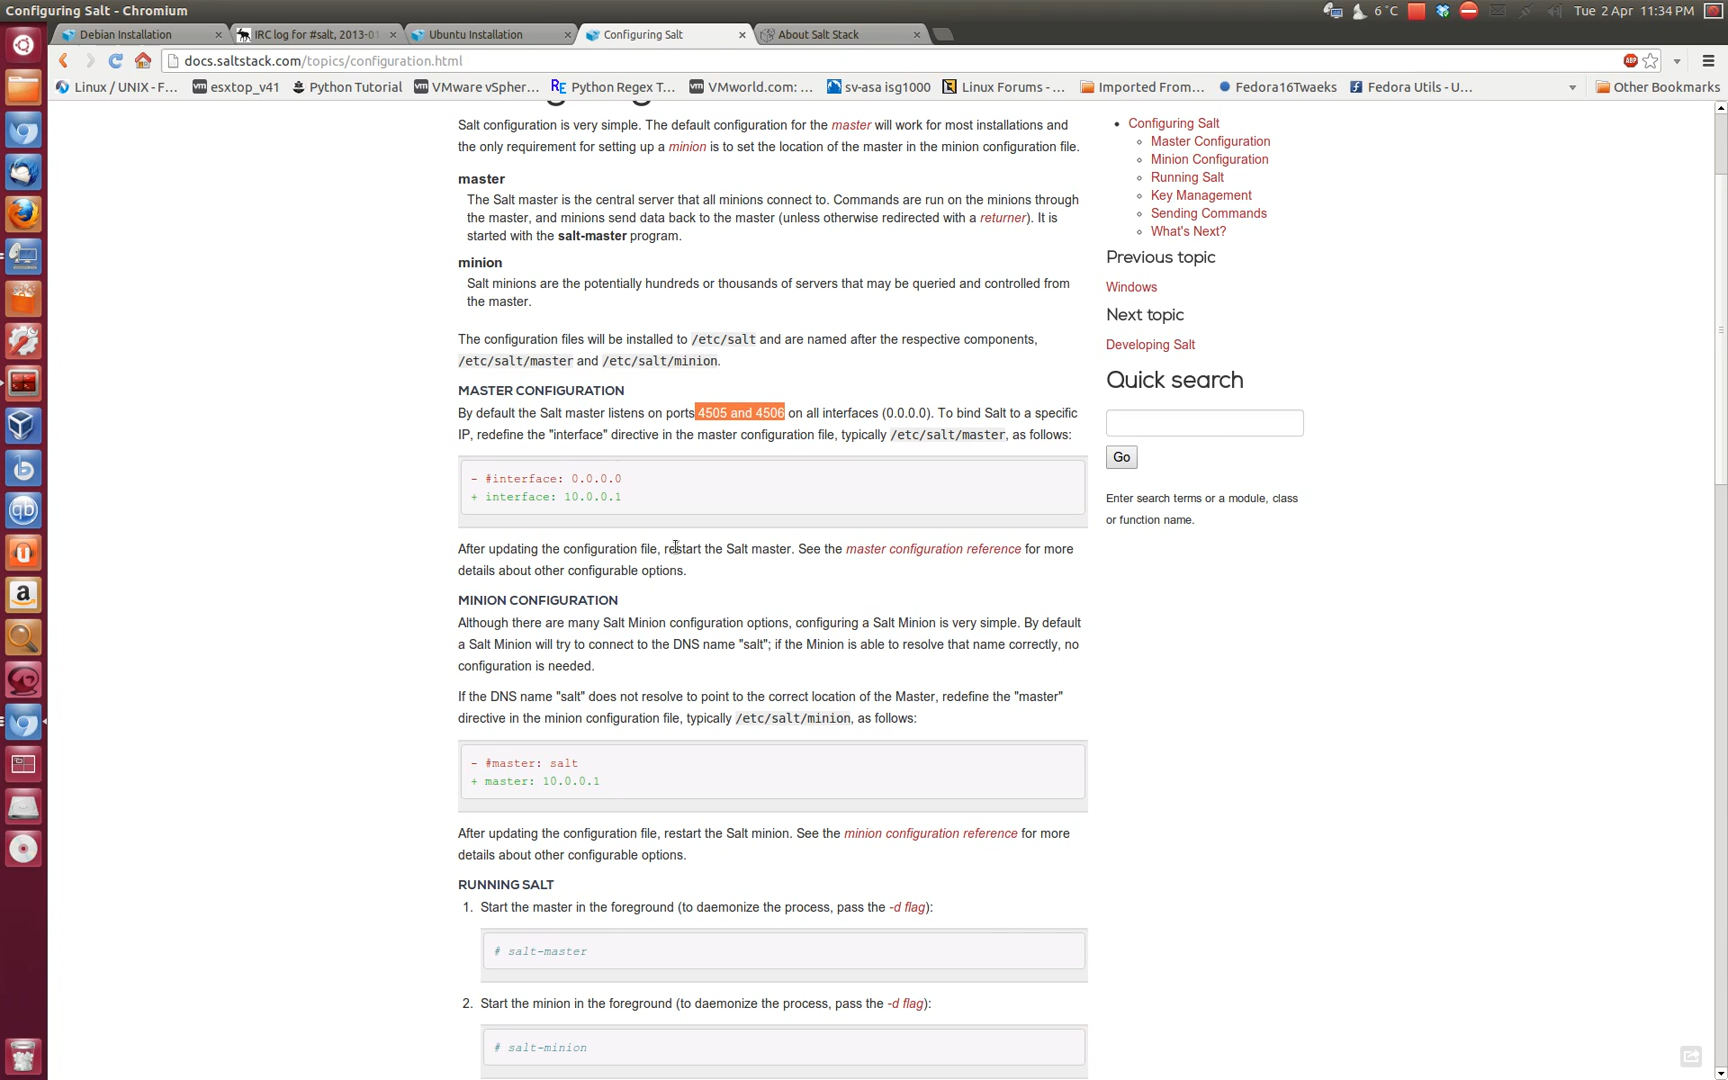 Configuring Salt - Chromium
6 °C
Tue 2 Apr 11:34 PM
Debian Installation
IRC log for #salt, 2013-01
Ubuntu Installation
Configuring Salt
About Salt Stack
docs.saltstack.com/topics/configuration.html
ABP
Linux / UNIX - F...
esxtop_v41
Python Tutorial
VMware vSpher...
Python Regex T...
VMworld.com: ...
sv-asa isg1000
Linux Forums - ...
Imported From...
Fedora16Tweaks
Fedora Utils - U...
Other Bookmarks
Salt configuration is very simple. The default configuration for the master will work for most installations and
the only requirement for setting up a minion is to set the location of the master in the minion configuration file.
master
The Salt master is the central server that all minions connect to. Commands are run on the minions through
the master, and minions send data back to the master (unless otherwise redirected with a returner). It is
started with the salt-master program.
minion
Salt minions are the potentially hundreds or thousands of servers that may be queried and controlled from
the master.
The configuration files will be installed to /etc/salt and are named after the respective components,
/etc/salt/master and /etc/salt/minion.
MASTER CONFIGURATION
By default the Salt master listens on ports 4505 and 4506 on all interfaces (0.0.0.0). To bind Salt to a specific
IP, redefine the "interface" directive in the master configuration file, typically /etc/salt/master, as follows:
- #interface: 0.0.0.0
+ interface: 10.0.0.1
After updating the configuration file, restart the Salt master. See the master configuration reference for more
details about other configurable options.
MINION CONFIGURATION
Although there are many Salt Minion configuration options, configuring a Salt Minion is very simple. By default
a Salt Minion will try to connect to the DNS name "salt"; if the Minion is able to resolve that name correctly, no
configuration is needed.
If the DNS name "salt" does not resolve to point to the correct location of the Master, redefine the "master"
directive in the minion configuration file, typically /etc/salt/minion, as follows:
- #master: salt
+ master: 10.0.0.1
After updating the configuration file, restart the Salt minion. See the minion configuration reference for more
details about other configurable options.
RUNNING SALT
1. Start the master in the foreground (to daemonize the process, pass the -d flag):
# salt-master
2. Start the minion in the foreground (to daemonize the process, pass the -d flag):
# salt-minion
Configuring Salt
Master Configuration
Minion Configuration
Running Salt
Key Management
Sending Commands
What's Next?
Previous topic
Windows
Next topic
Developing Salt
Quick search
Go
Enter search terms or a module, class
or function name.